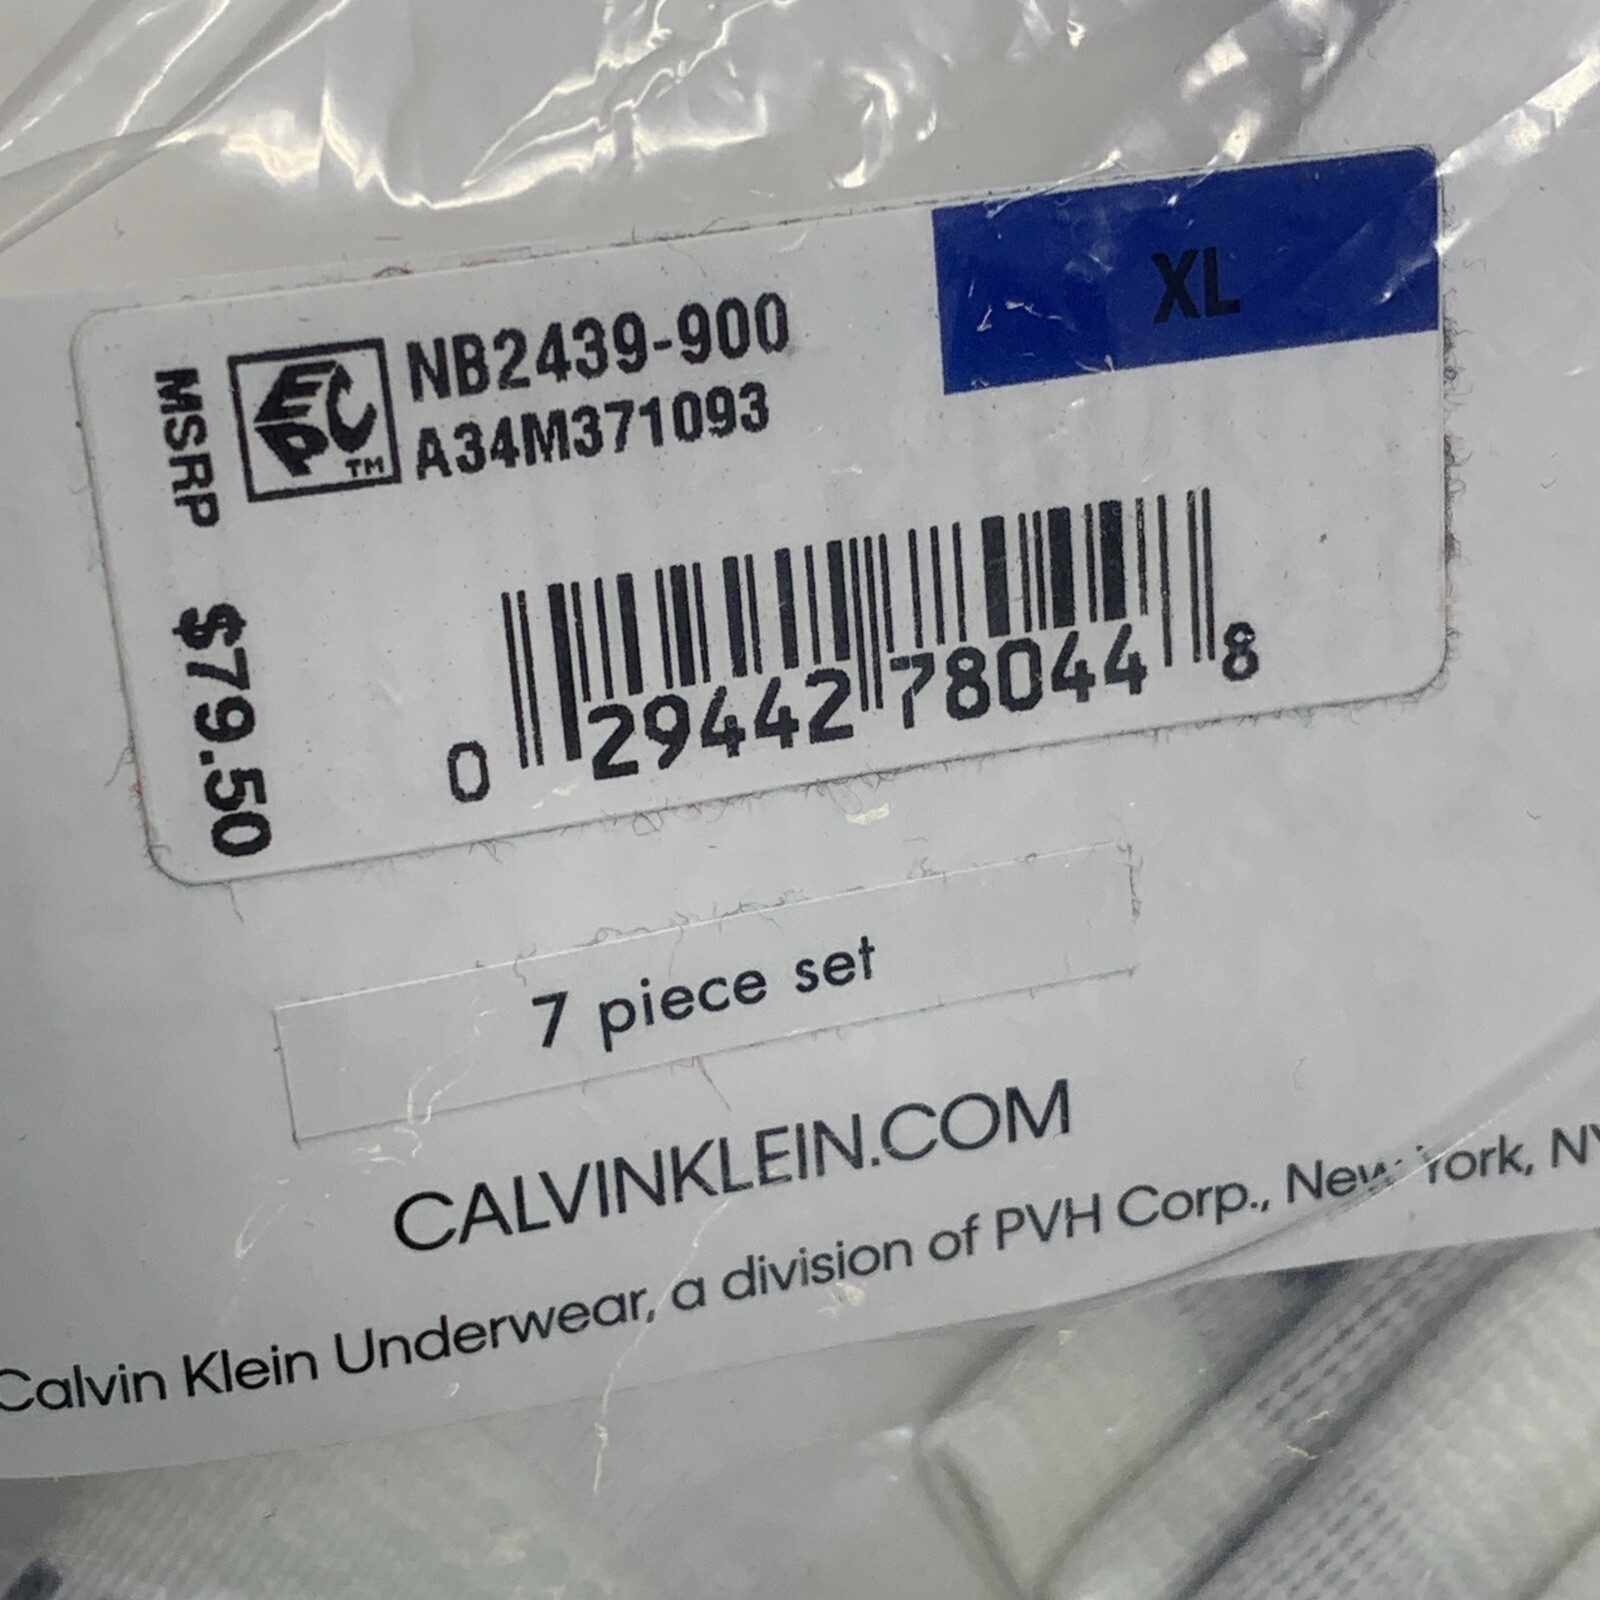 XL
NB2439-900
A34M371093
EPC TM
MSRP $79.50
0 29442 78044 8
7 piece set
CALVINKLEIN.COM
Calvin Klein Underwear, a division of PVH Corp., New York, NY